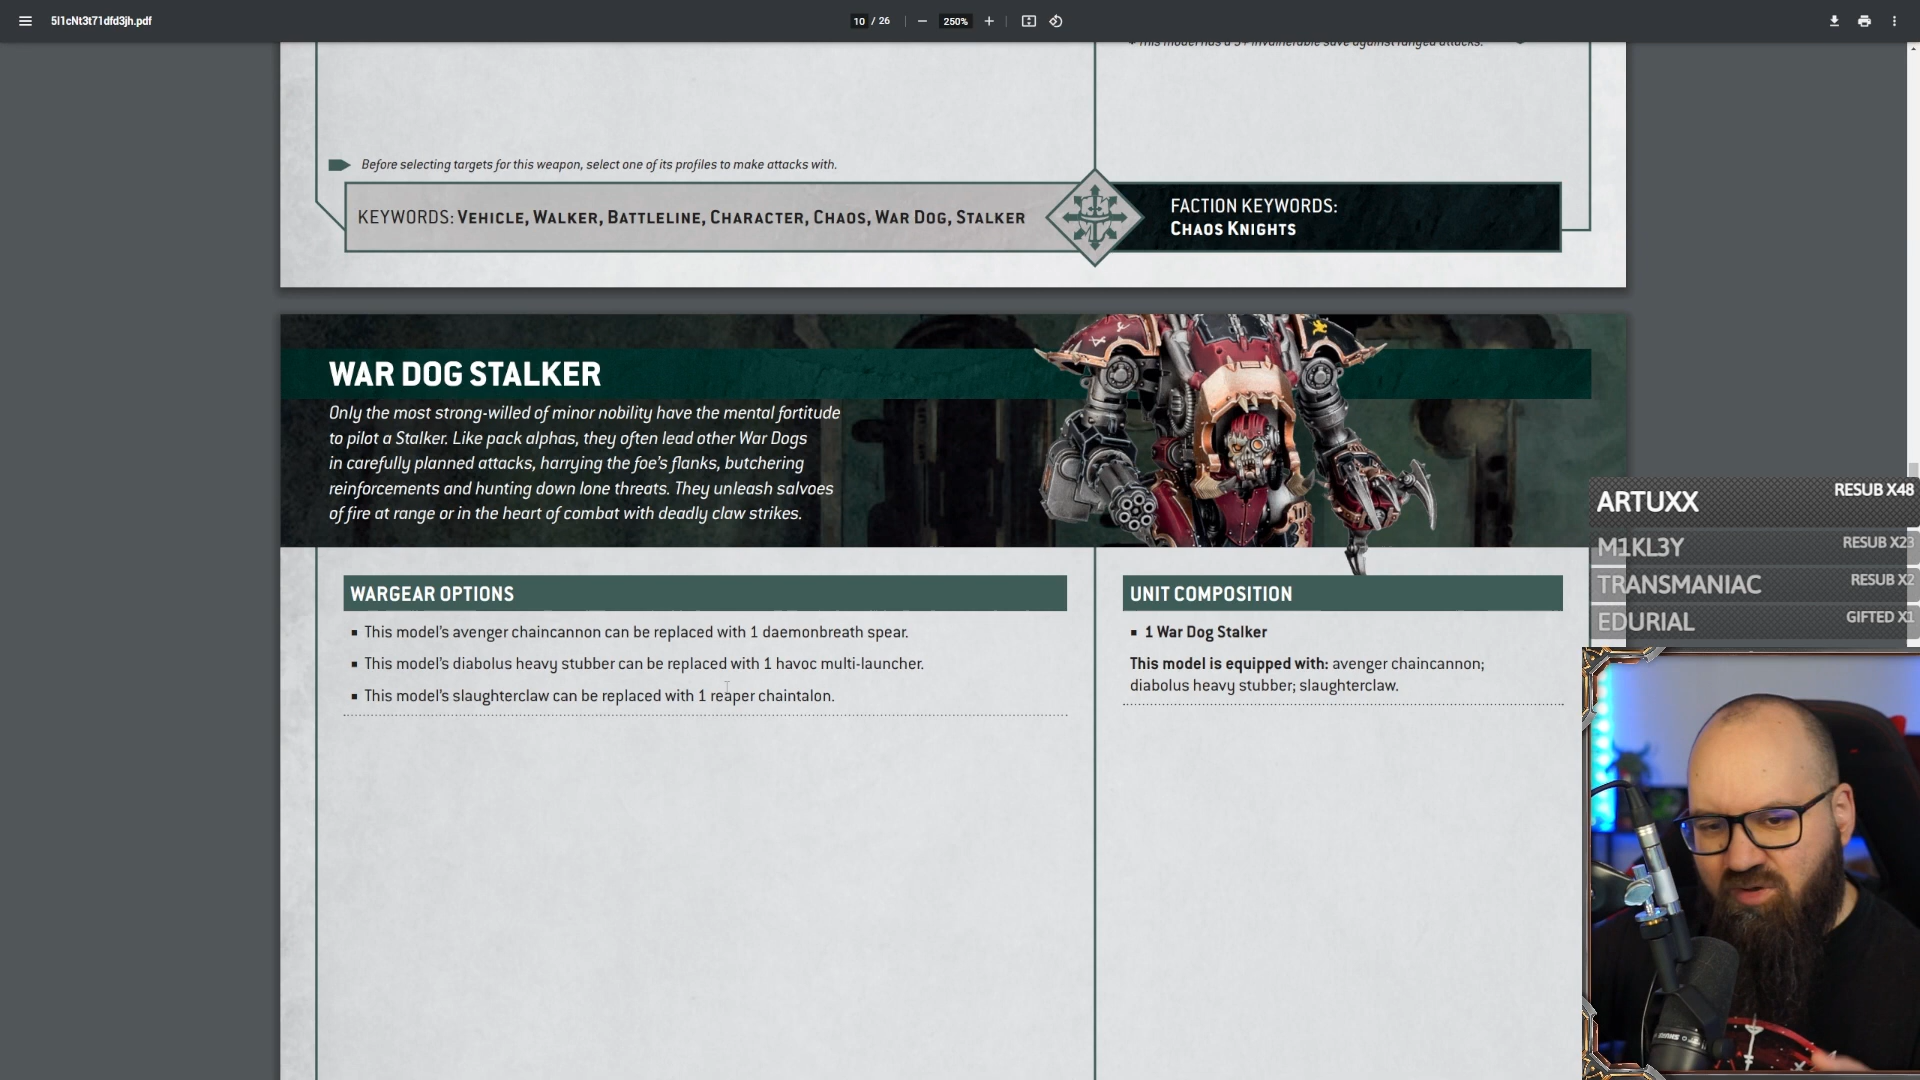 5l1cNt3t71dfd3jh.pdf
10 / 26
250%
Before selecting targets for this weapon, select one of its profiles to make attacks with.
KEYWORDS: VEHICLE, WALKER, BATTLELINE, CHARACTER, CHAOS, WAR DOG, STALKER
FACTION KEYWORDS:
CHAOS KNIGHTS
WAR DOG STALKER
Only the most strong-willed of minor nobility have the mental fortitude
to pilot a Stalker. Like pack alphas, they often lead other War Dogs
in carefully planned attacks, harrying the foe's flanks, butchering
reinforcements and hunting down lone threats. They unleash salvoes
of fire at range or in the heart of combat with deadly claw strikes.
WARGEAR OPTIONS
▪ This model's avenger chaincannon can be replaced with 1 daemonbreath spear.
▪ This model's diabolus heavy stubber can be replaced with 1 havoc multi-launcher.
▪ This model's slaughterclaw can be replaced with 1 reaper chaintalon.
UNIT COMPOSITION
▪ 1 War Dog Stalker
This model is equipped with: avenger chaincannon;
diabolus heavy stubber; slaughterclaw.
ARTUXX RESUB X48
M1KL3Y RESUB X23
TRANSMANIAC RESUB X2
EDURIAL GIFTED X1